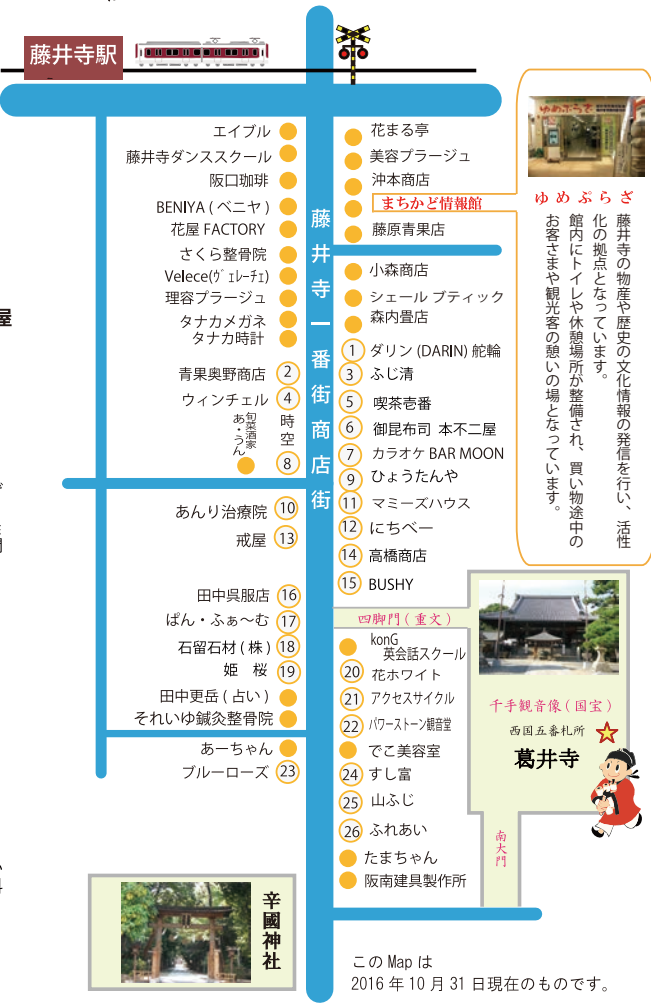 藤井寺駅
エイブル
藤井寺ダンススクール
阪口珈琲
BENIYA ( ベニヤ )
花屋 FACTORY
さくら整骨院
Velece(ヴェレーチェ)
理容プラージュ
タナカメガネ
タナカ時計
青果奥野商店 2
ウィンチェル 4
旬菜酒家
あ・うん
時空
8
あんり治療院 10
戎屋 13
田中呉服店 16
ぱん・ふぁ〜む 17
石留石材 ( 株 ) 18
姫 桜 19
田中更岳 ( 占い )
それいゆ鍼灸整骨院
あーちゃん
ブルーローズ 23
藤井寺一番街商店街
花まる亭
美容プラージュ
沖本商店
まちかど情報館
藤原青果店
小森商店
シェール ブティック
森内畳店
1 ダリン (DARIN) 舵輪
3 ふじ清
5 喫茶壱番
6 御昆布司 本不二屋
7 カラオケ BAR MOON
9 ひょうたんや
11 マミーズハウス
12 にちべー
14 高橋商店
15 BUSHY
四脚門 ( 重文 )
konG
英会話スクール
20 花ホワイト
21 アクセスサイクル
22 パワーストーン観音堂
でこ美容室
24 すし富
25 山ふじ
26 ふれあい
たまちゃん
阪南建具製作所
ゆめぷらざ
ゆめぷらざ
藤井寺の物産や歴史の文化情報の発信を行い、活性
化の拠点となっています。
館内にトイレや休憩場所が整備され、買い物途中の
お客さまや観光客の憩いの場となっています。
千手観音像 ( 国宝 )
西国五番札所
葛井寺
南大門
辛國神社
この Map は
2016 年 10 月 31 日現在のものです。
屋